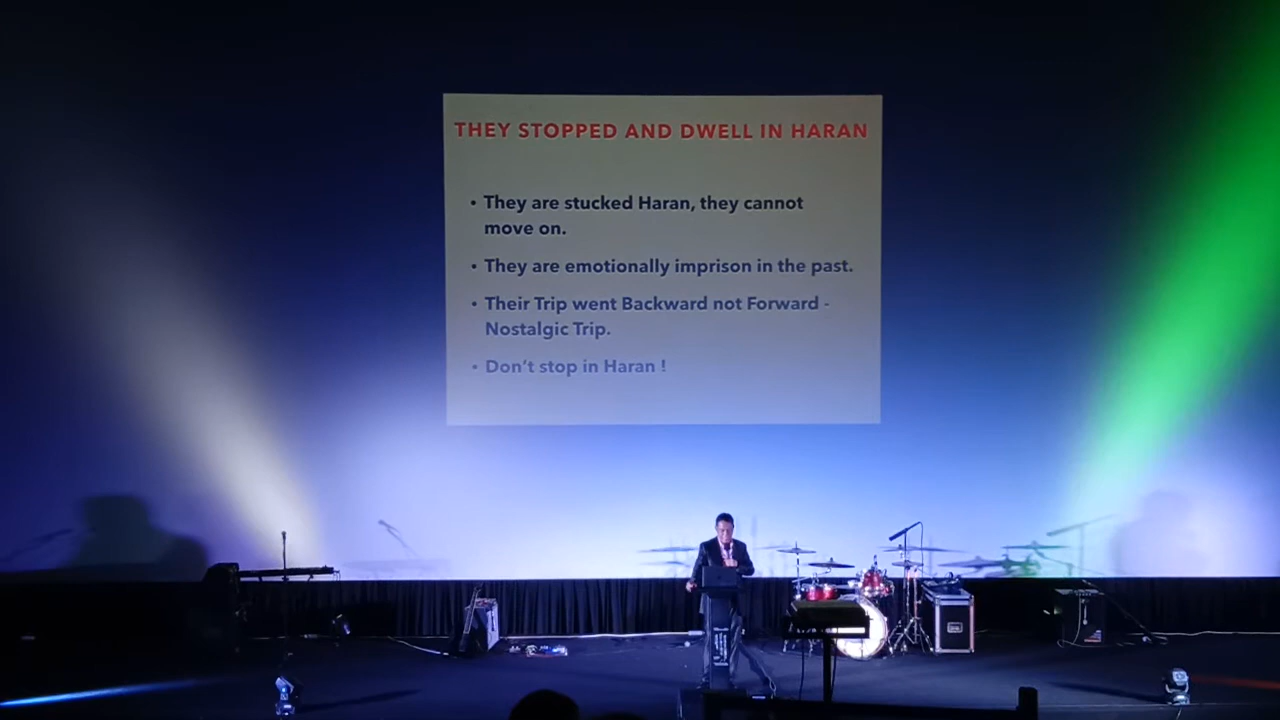 THEY STOPPED AND DWELL IN HARAN
• They are stucked Haran, they cannot
move on.
• They are emotionally imprison in the past.
• Their Trip went Backward not Forward -
Nostalgic Trip.
• Don't stop in Haran !